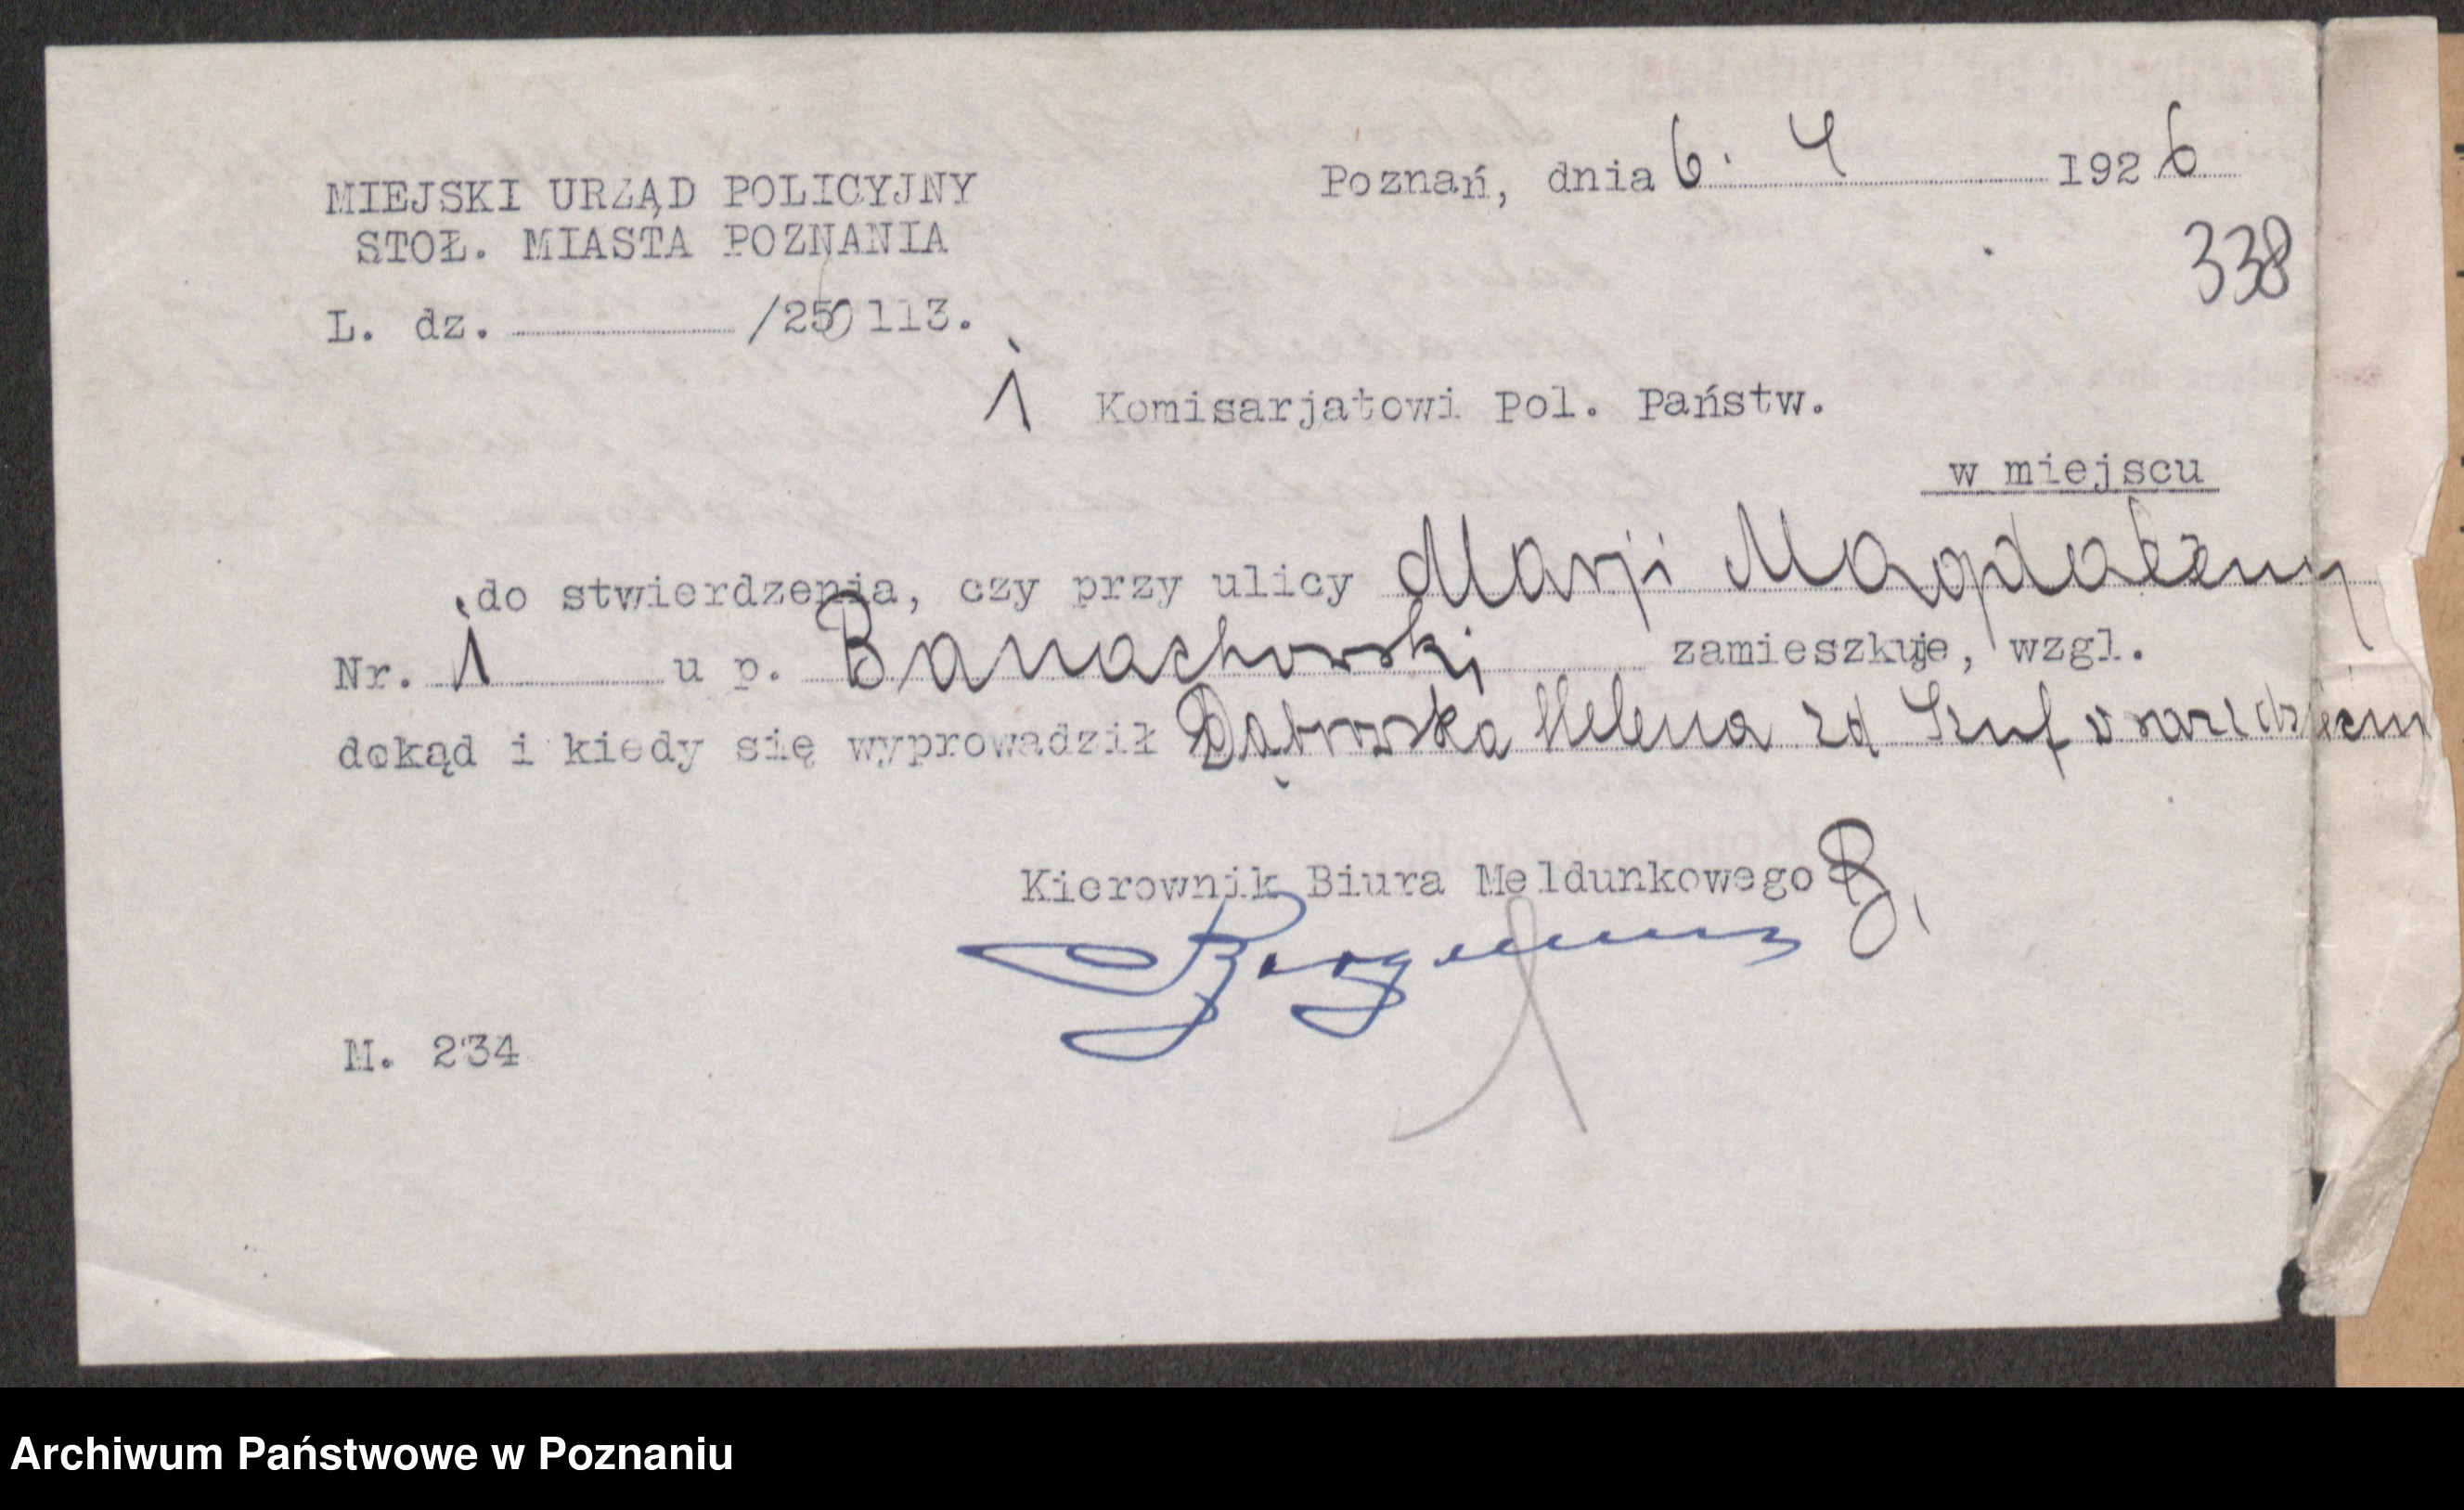 MIEJSKI URZĄD POLICYJNY
STOŁ. MIASTA POZNANIA
Poznań, dnia 6. 4 1926
338
L. dz. /25 113.
1 Komisarjatowi Pol. Państw.
w miejscu
do stwierdzenia, czy przy ulicy Marji Magdaleny
Nr. 1 u p. Banachowski zamieszkuje, wzgl.
dokąd i kiedy się wyprowadził Dąbrowska Helena zd
Kierownik Biura Meldunkowego
M. 234
Archiwum Państwowe w Poznaniu